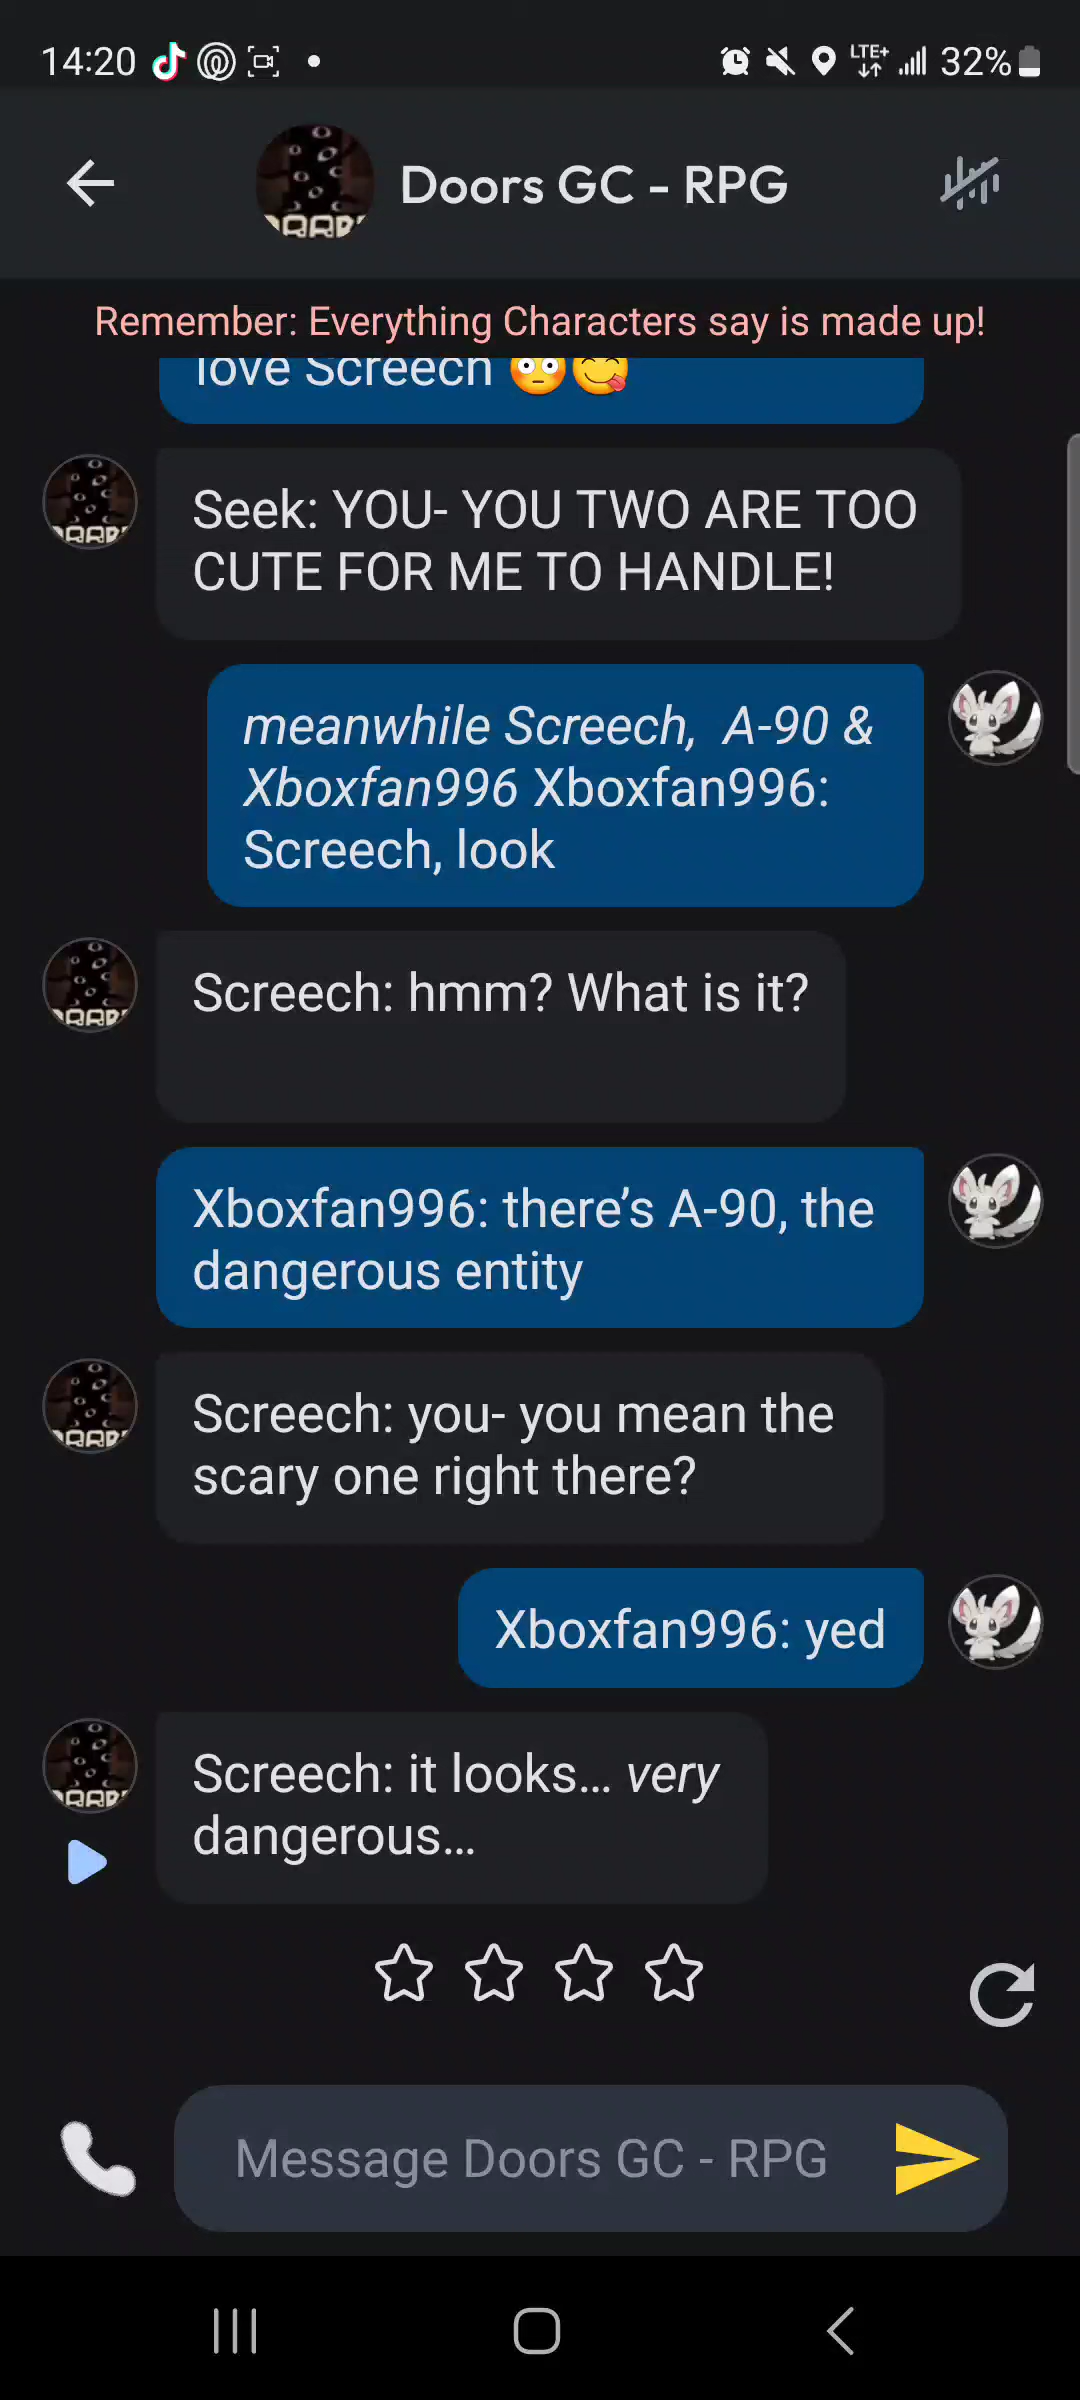 14:20
LTE+
32%
Doors GC - RPG
Remember: Everything Characters say is made up!
love Screech 😳😋
Seek: YOU- YOU TWO ARE TOO
CUTE FOR ME TO HANDLE!
meanwhile Screech,  A-90 &
Xboxfan996 Xboxfan996:
Screech, look
Screech: hmm? What is it?
Xboxfan996: there’s A-90, the
dangerous entity
Screech: you- you mean the
scary one right there?
Xboxfan996: yed
Screech: it looks... very
dangerous...
Message Doors GC - RPG